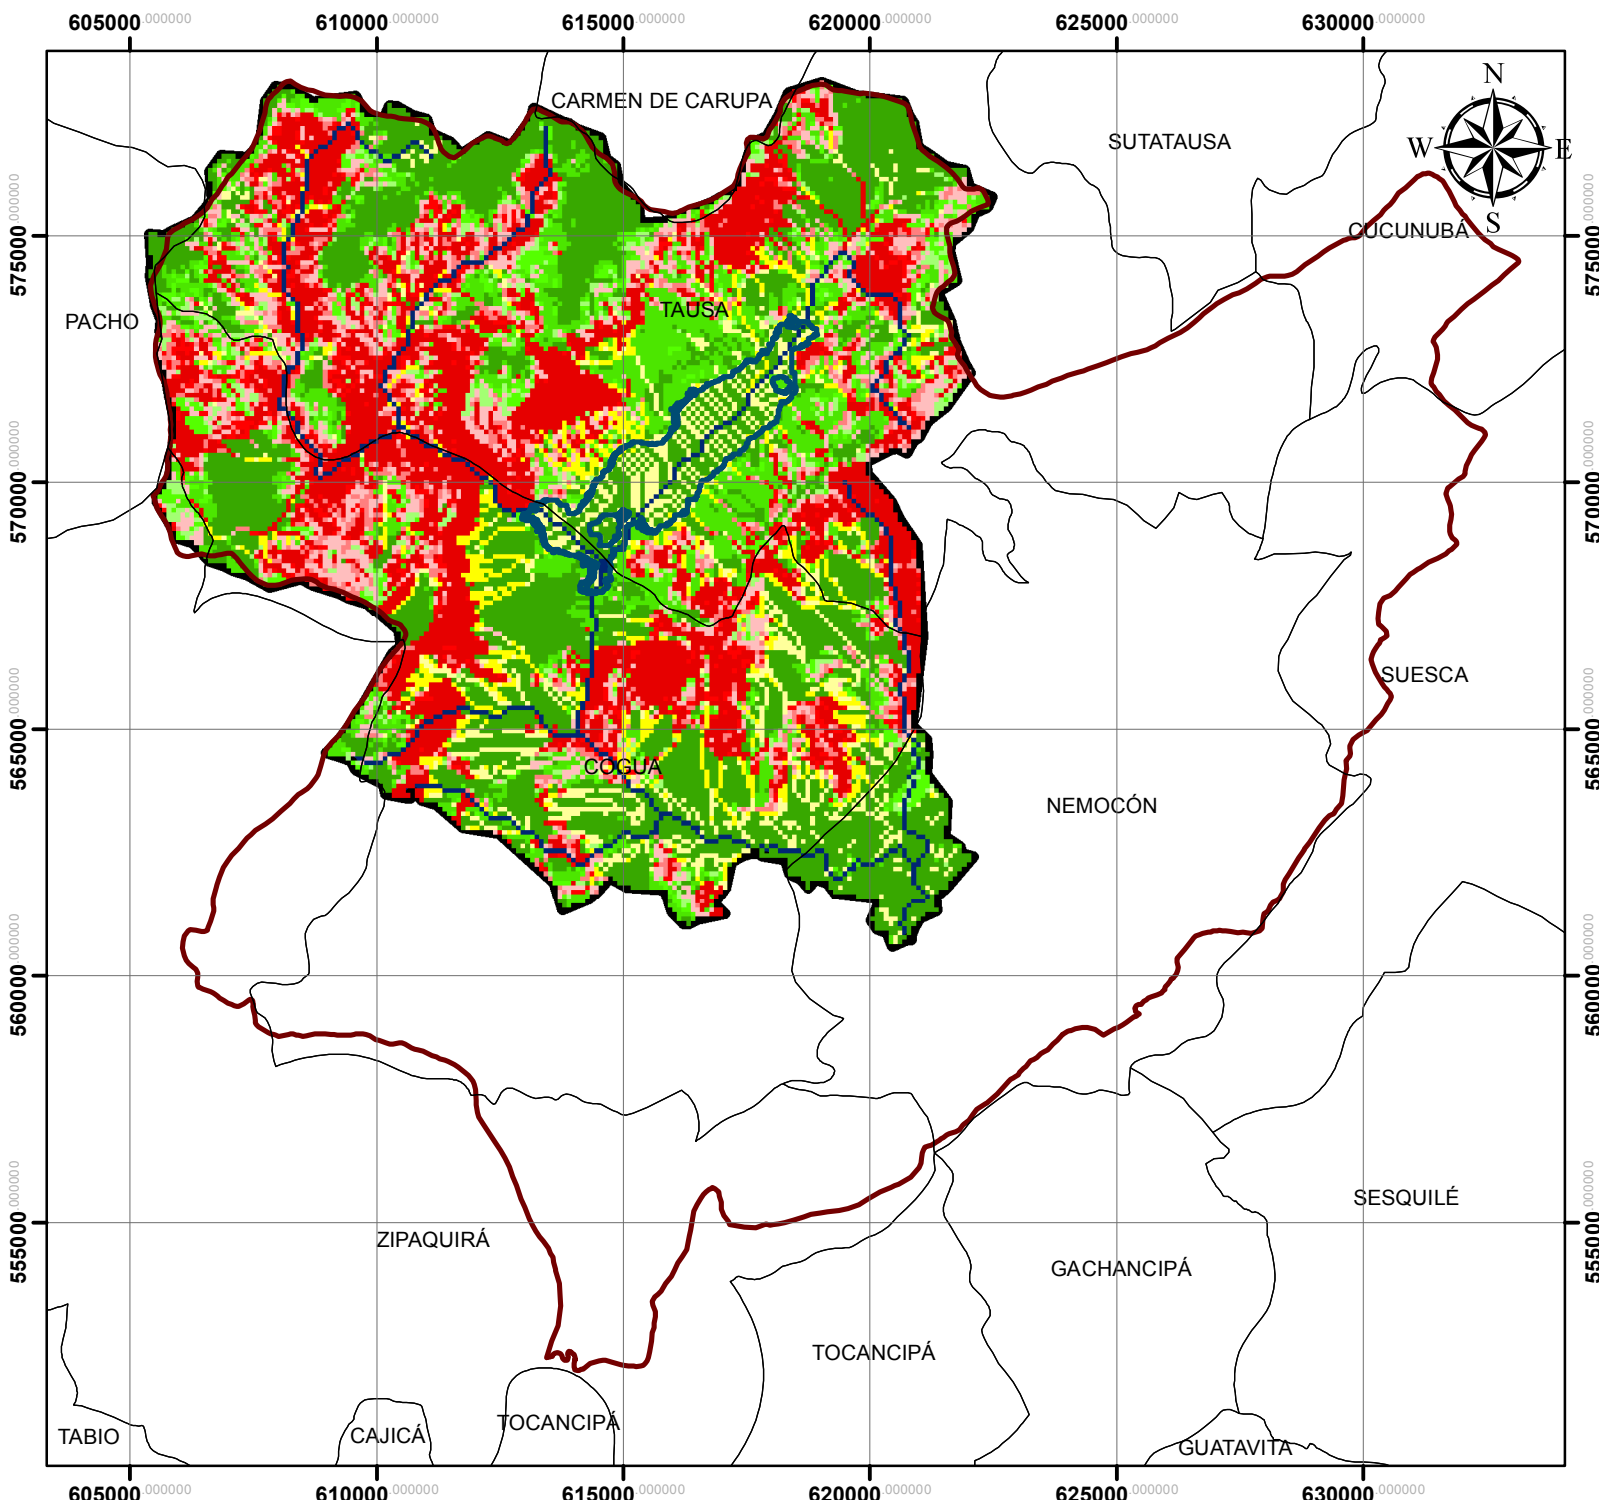 605000.000000 610000.000000 615000.000000 620000.000000 625000.000000 630000.000000
N
CARMEN DE CARUPA
SUTATAUSA
W E
S
575000.000000 575000.000000
CUCUNUBÁ
PACHO
TAUSA
570000.000000 570000.000000
SUESCA
565000.000000 565000.000000
COGUA
NEMOCÓN
560000.000000 560000.000000
555000.000000 555000.000000
SESQUILÉ
ZIPAQUIRÁ
GACHANCIPÁ
TOCANCIPÁ
TOCANCIPÁ
TABIO
CAJICÁ
GUATAVITA
605000.000000 610000.000000 615000.000000 620000.000000 625000.000000 630000.000000